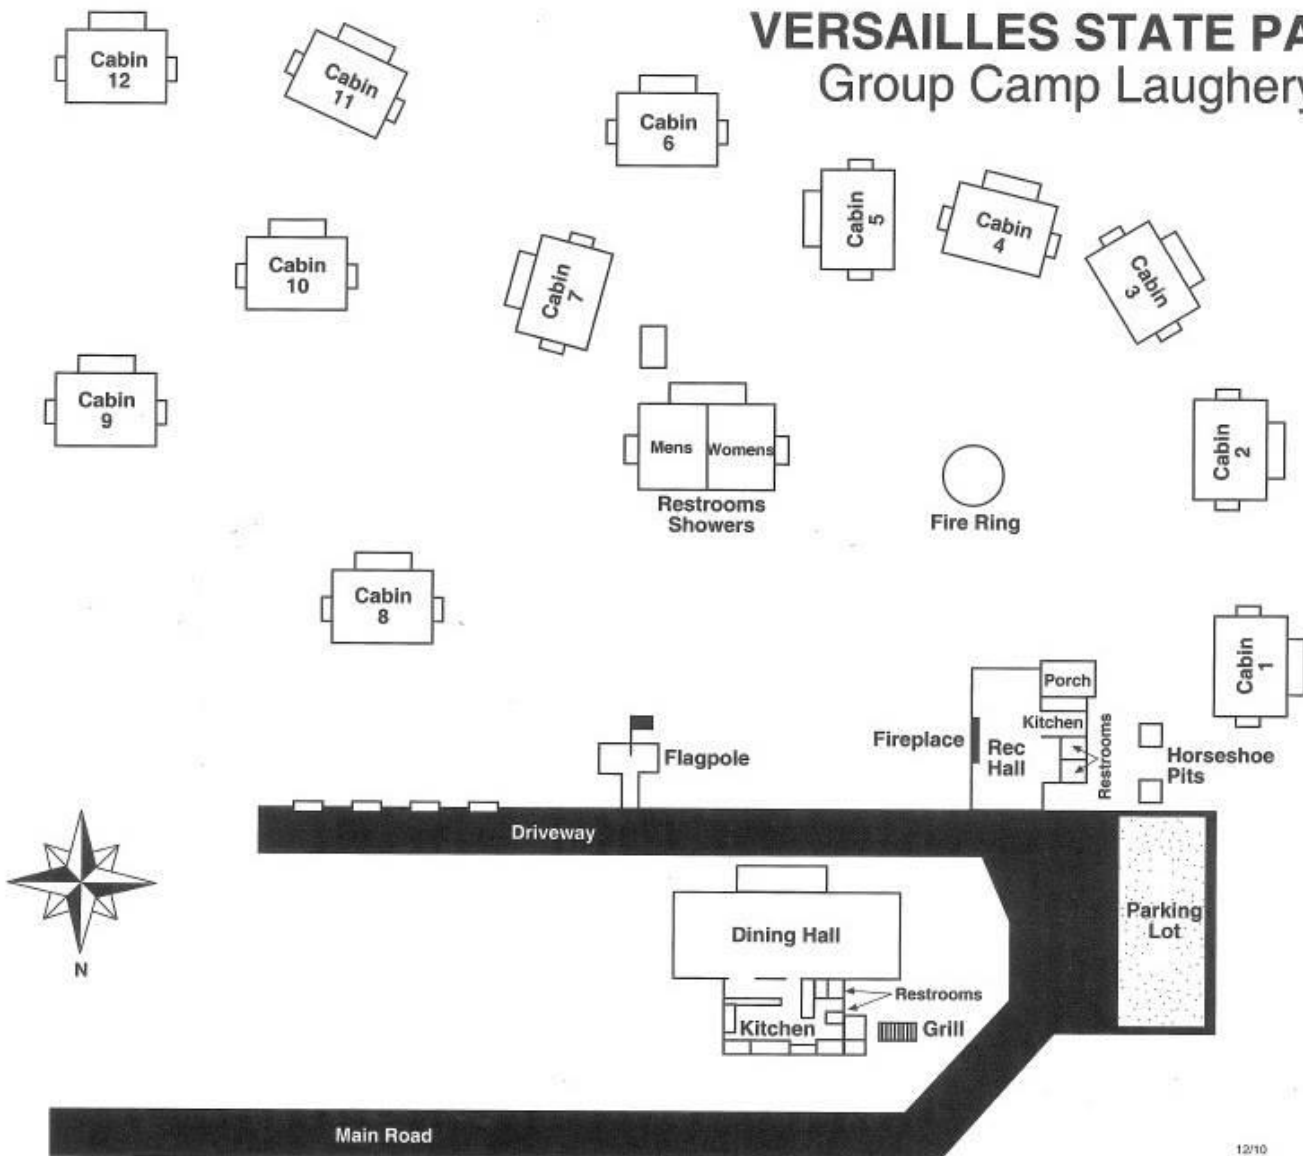 VERSAILLES STATE PA
Group Camp Laughery
Cabin
12
Cabin
11
Cabin
6
Cabin
5
Cabin
4
Cabin
3
Cabin
10
Cabin
7
Cabin
9
Mens
Womens
Restrooms
Showers
Fire Ring
Cabin
2
Cabin
8
Cabin
1
Porch
Kitchen
Fireplace
Rec
Hall
Restrooms
Horseshoe
Pits
Flagpole
Driveway
Dining Hall
Parking
Lot
Restrooms
Kitchen
Grill
N
Main Road
12/10